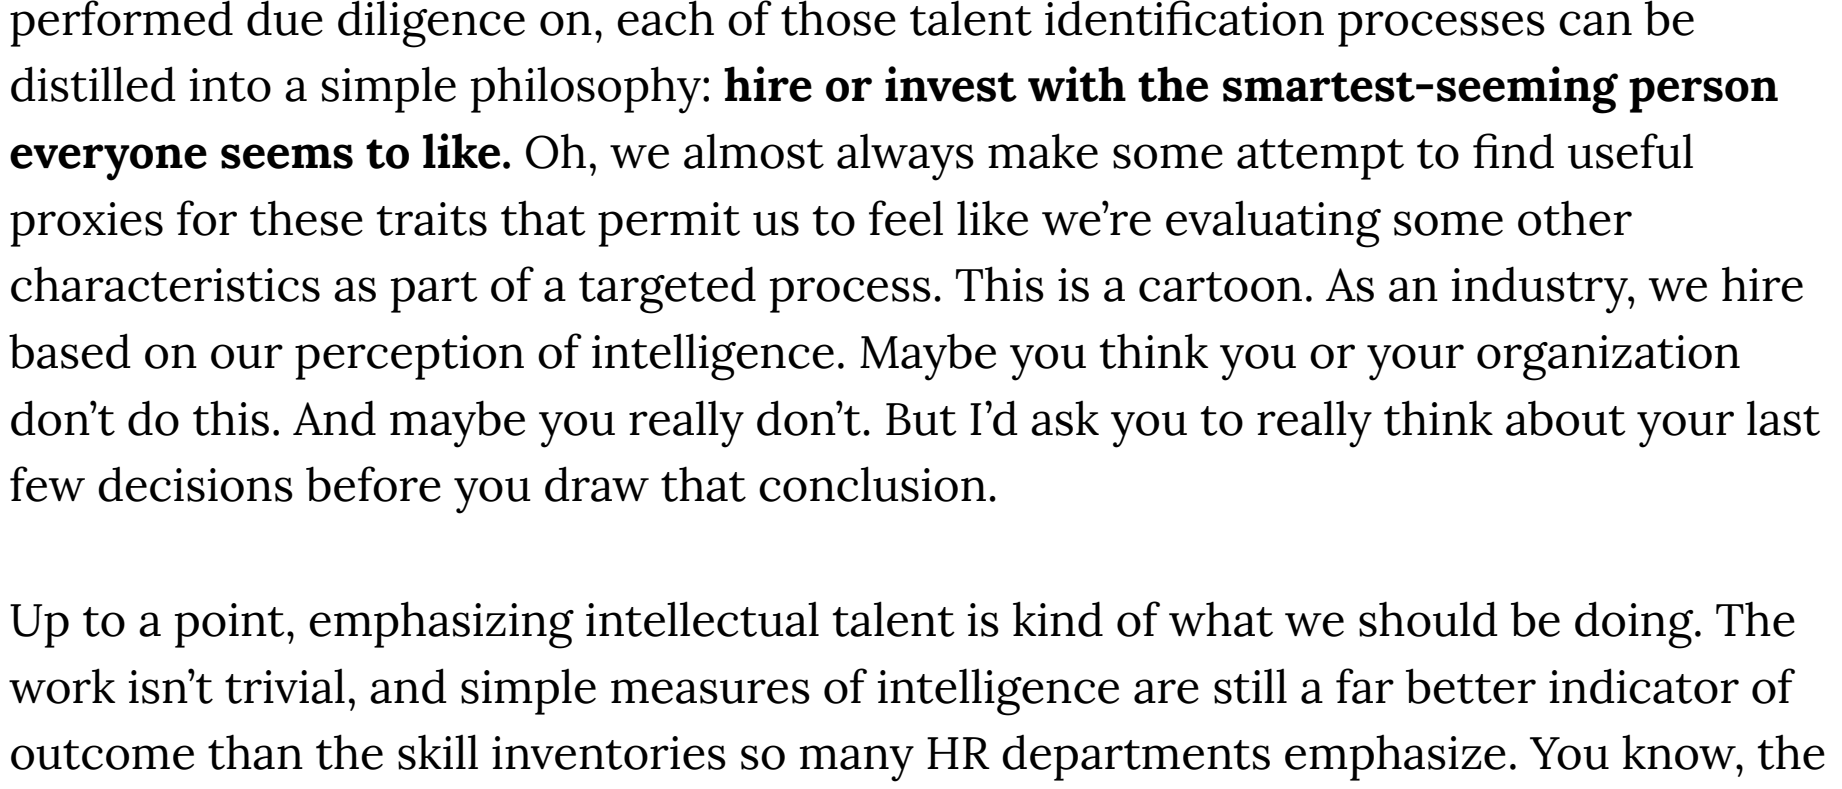 performed due diligence on, each of those talent identification processes can be
distilled into a simple philosophy: hire or invest with the smartest-seeming person
everyone seems to like. Oh, we almost always make some attempt to find useful
proxies for these traits that permit us to feel like we’re evaluating some other
characteristics as part of a targeted process. This is a cartoon. As an industry, we hire
based on our perception of intelligence. Maybe you think you or your organization
don’t do this. And maybe you really don’t. But I’d ask you to really think about your last
few decisions before you draw that conclusion.
Up to a point, emphasizing intellectual talent is kind of what we should be doing. The
work isn’t trivial, and simple measures of intelligence are still a far better indicator of
outcome than the skill inventories so many HR departments emphasize. You know, the